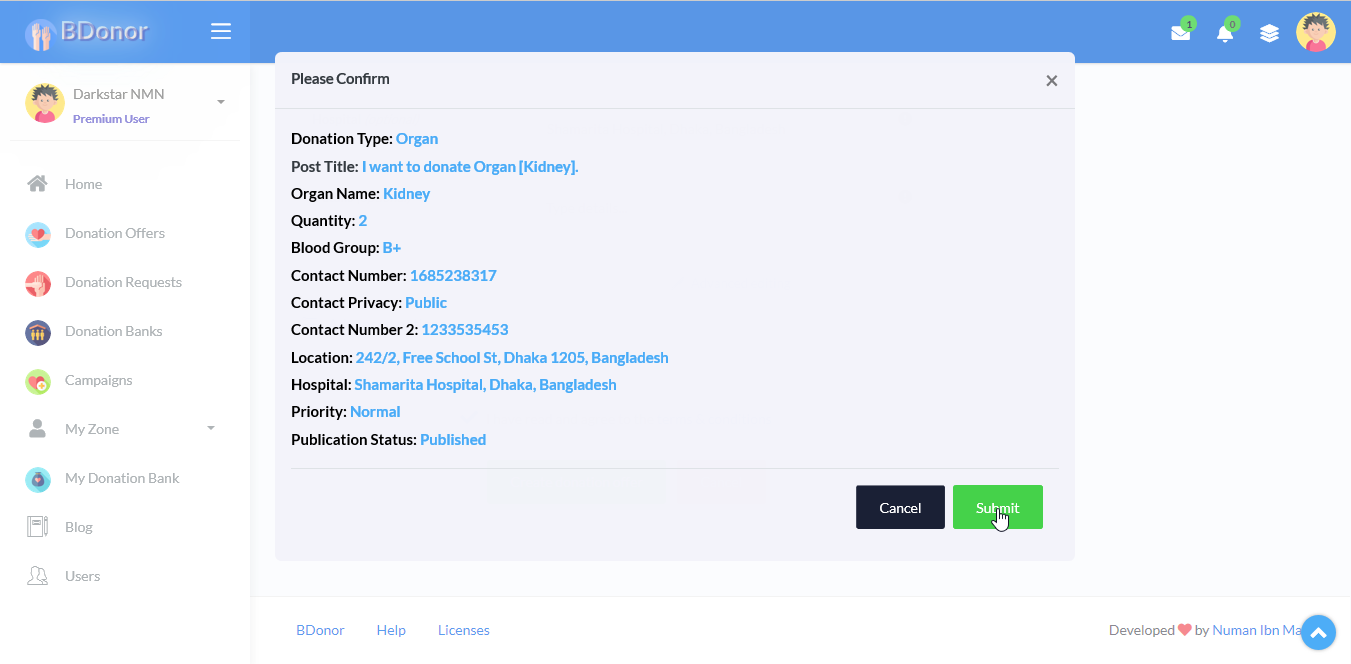 BDonor
1
0
Darkstar NMN
Premium User
Home
Donation Offers
Donation Requests
Donation Banks
Campaigns
My Zone
My Donation Bank
Blog
Users
Please Confirm
×
Donation Type: Organ
Post Title: I want to donate Organ [Kidney].
Organ Name: Kidney
Quantity: 2
Blood Group: B+
Contact Number: 1685238317
Contact Privacy: Public
Contact Number 2: 1233535453
Location: 242/2, Free School St, Dhaka 1205, Bangladesh
Hospital: Shamarita Hospital, Dhaka, Bangladesh
Priority: Normal
Publication Status: Published
Cancel
Submit
BDonor Help Licenses
Developed by Numan Ibn Ma